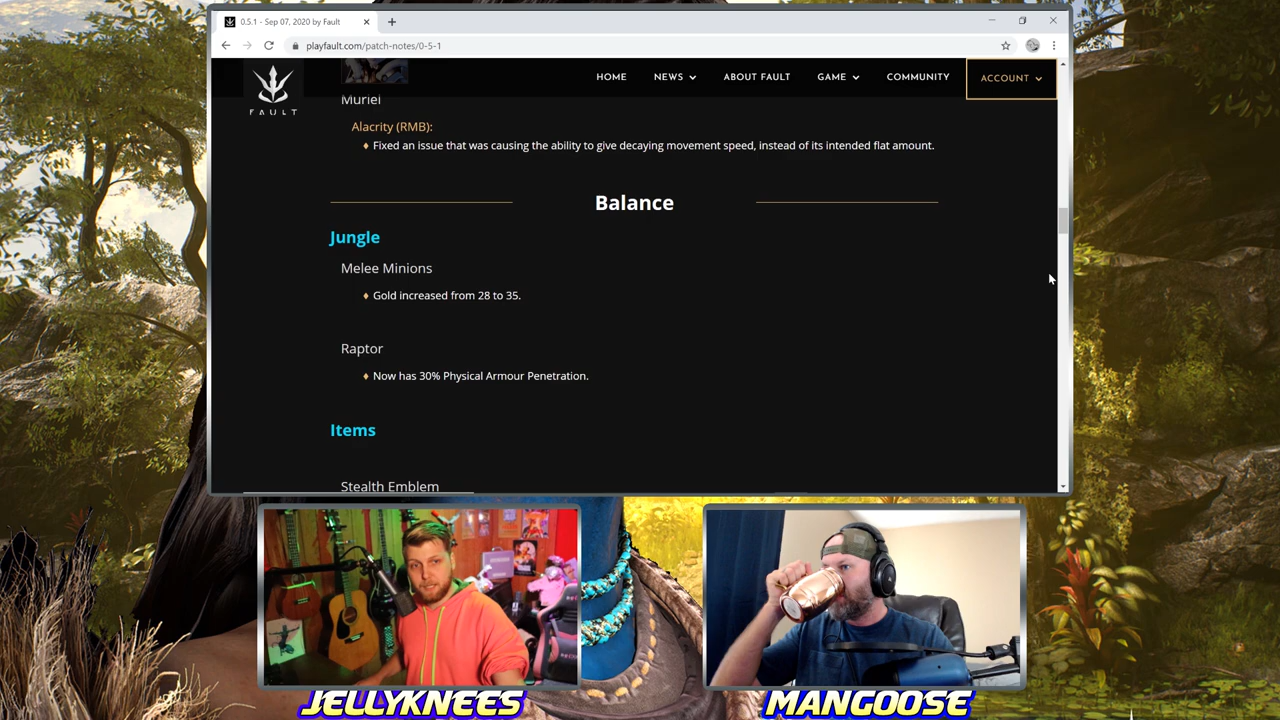 0.5.1 - Sep 07, 2020 by Fault
playfault.com/patch-notes/0-5-1
FAULT
HOME NEWS ABOUT FAULT GAME COMMUNITY ACCOUNT
Muriel
Alacrity (RMB):
Fixed an issue that was causing the ability to give decaying movement speed, instead of its intended flat amount.
Balance
Jungle
Melee Minions
Gold increased from 28 to 35.
Raptor
Now has 30% Physical Armour Penetration.
Items
Stealth Emblem
JELLYKNEES
MANGOOSE